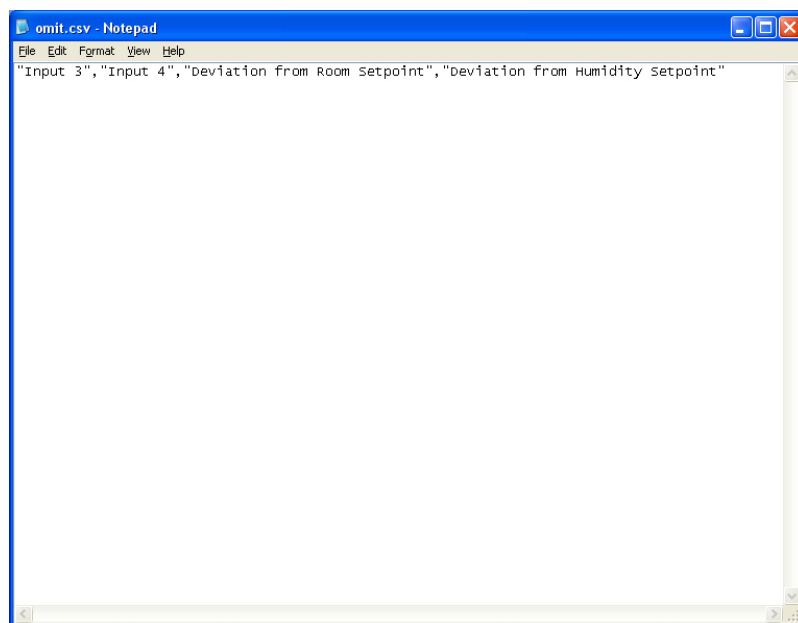 omit.csv - Notepad
File Edit Format View Help
"Input 3","Input 4","Deviation from Room Setpoint","Deviation from Humidity Setpoint"